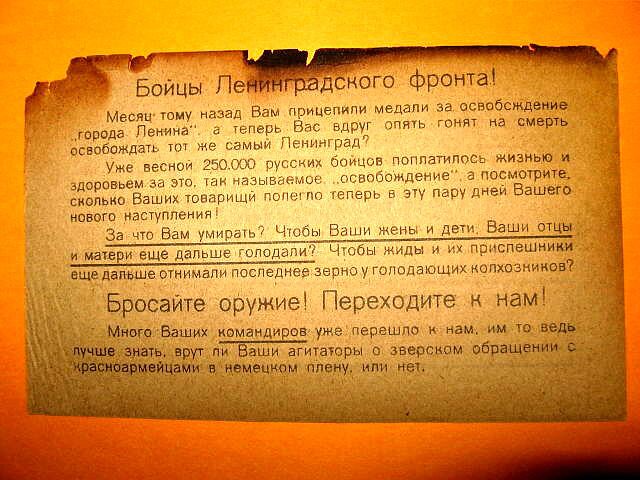 Бойцы Ленинградского фронта!
Месяц тому назад Вам прицепили медали за освобсждение
„города Ленина“, а теперь Вас вдруг опять гонят на смерть
освобождать тот же самый Ленинград?
Уже весной 250.000 русских бойцов поплатилось жизнью и
здоровьем за это, так называемое „освобождение“, а посмотрите,
сколько Ваших товарищй полегло теперь в эту пару дней Вашего
нового наступления!
За что Вам умирать? Чтобы Ваши жены и дети, Ваши отцы
и матери еще дальше голодали? Чтобы жиды и их приспешники
еще дальше отнимали последнее зерно у голодающих колхозников?
Бросайте оружие! Переходите к нам!
Много Ваших командиров уже перешло к нам, им то ведь
лучше знать, врут ли Ваши агитаторы о зверском обращении с
красноармейцами в немецком плену, или нет.